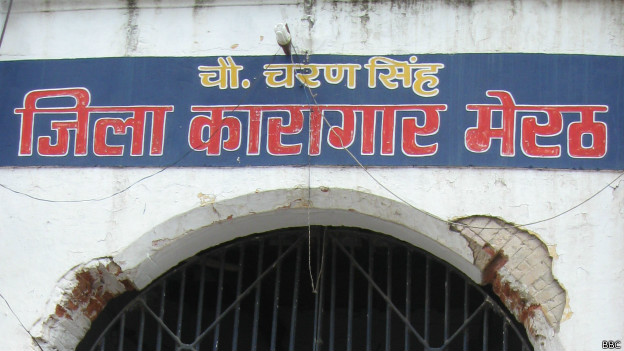 चौ. चरण सिंह
जिला कारागार मेरठ
BBC